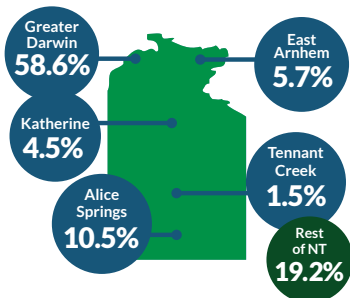 Greater
Darwin
58.6%
East
Arnhem
5.7%
Katherine
4.5%
Tennant
Creek
1.5%
Alice
Springs
10.5%
Rest
of NT
19.2%